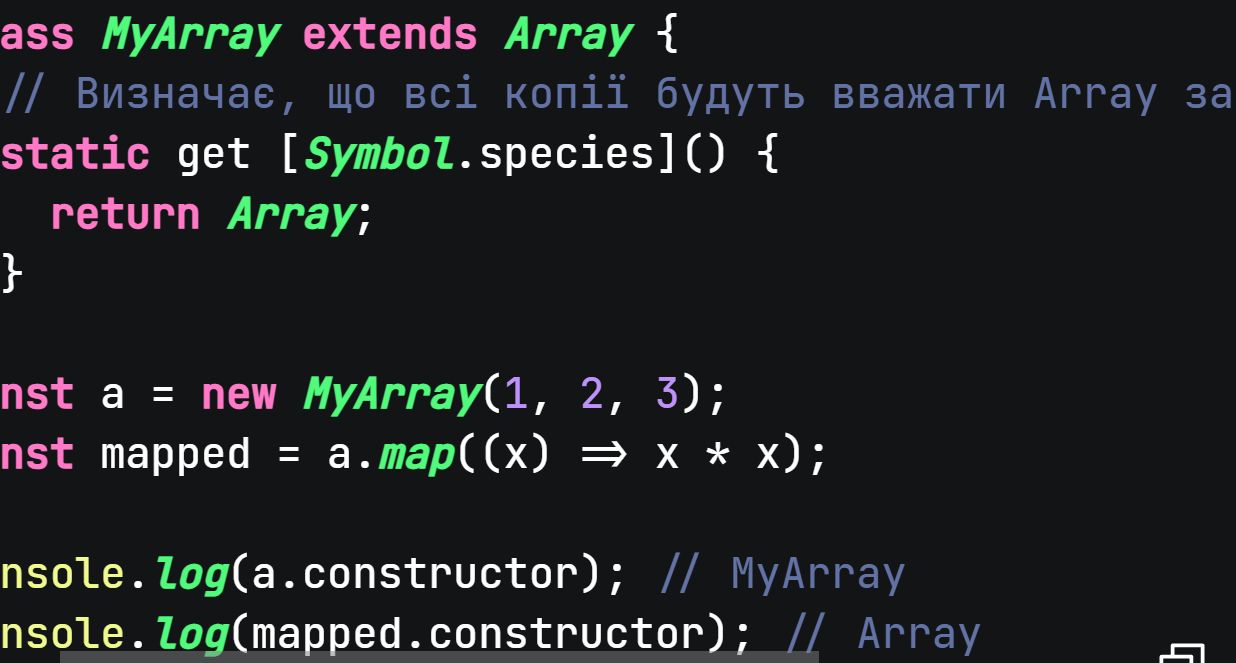 ass MyArray extends Array {
// Визначає, що всі копії будуть вважати Array за
static get [Symbol.species]() {
return Array;
}
nst a = new MyArray(1, 2, 3);
nst mapped = a.map((x) => x * x);
nsole.log(a.constructor); // MyArray
nsole.log(mapped.constructor); // Array